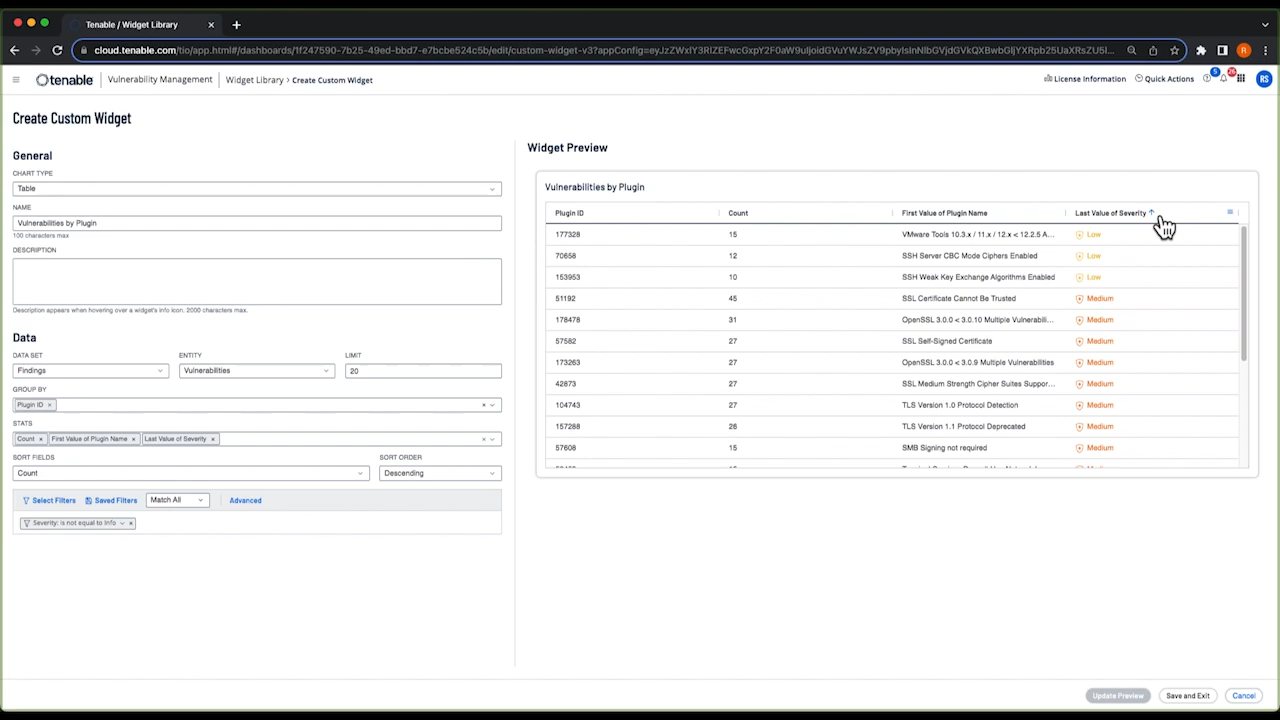 Tenable / Widget Library
cloud.tenable.com/tio/app.html#/dashboards/1f247590-7b25-49ed-bbd7-e7bcbe524c5b/edit/custom-widget-v3?appConfig=
R
tenable
Vulnerability Management
Widget Library > Create Custom Widget
License Information
Quick Actions
5
RS
Create Custom Widget
General
CHART TYPE
Table
NAME
Vulnerabilities by Plugin
100 characters max
DESCRIPTION
Description appears when hovering over a widget's info icon. 2000 characters max.
Data
DATA SET ENTITY LIMIT
Findings Vulnerabilities 20
GROUP BY
Plugin ID
STATS
Count First Value of Plugin Name Last Value of Severity
SORT FIELDS SORT ORDER
Count Descending
Select Filters Saved Filters Match All Advanced
Severity: is not equal to Info
Widget Preview
Vulnerabilities by Plugin
Plugin ID Count First Value of Plugin Name Last Value of Severity
177328 15 VMware Tools 10.3.x / 11.x / 12.x < 12.2.5 A... Low
70658 12 SSH Server CBC Mode Ciphers Enabled Low
153953 10 SSH Weak Key Exchange Algorithms Enabled Low
51192 45 SSL Certificate Cannot Be Trusted Medium
178478 31 OpenSSL 3.0.0 < 3.0.10 Multiple Vulnerabili... Medium
57582 27 SSL Self-Signed Certificate Medium
173263 27 OpenSSL 3.0.0 < 3.0.9 Multiple Vulnerabilities Medium
42873 27 SSL Medium Strength Cipher Suites Suppor... Medium
104743 27 TLS Version 1.0 Protocol Detection Medium
157288 26 TLS Version 1.1 Protocol Deprecated Medium
57608 15 SMB Signing not required Medium
Update Preview
Save and Exit
Cancel